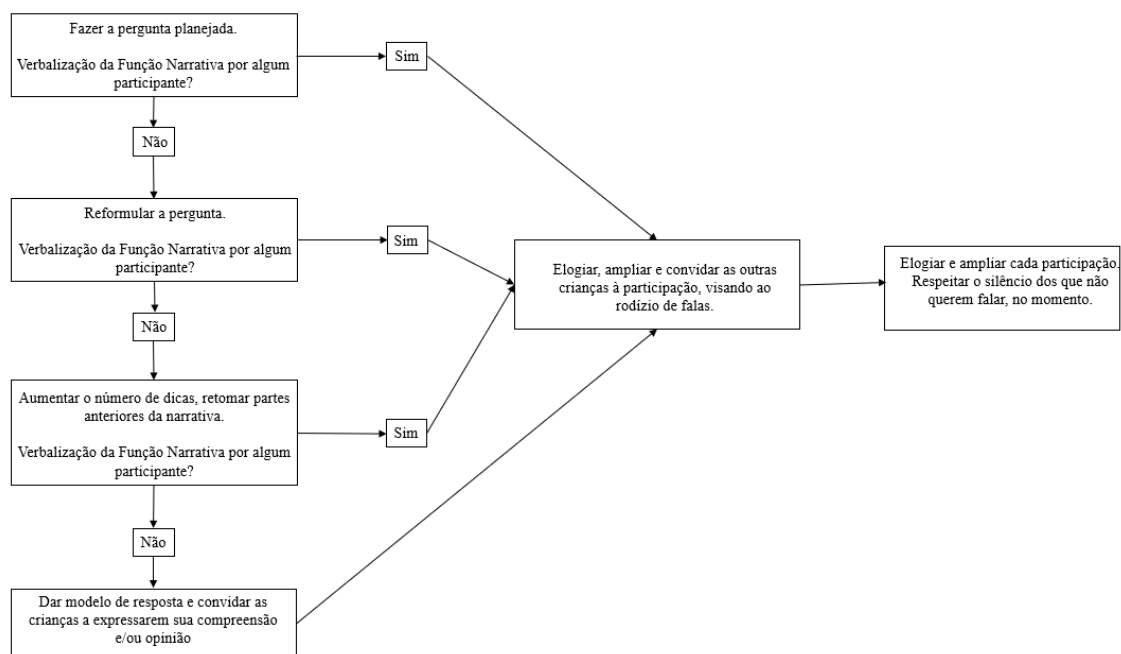 Fazer a pergunta planejada.
Verbalização da Função Narrativa por algum
participante?
Sim
Não
Reformular a pergunta.
Verbalização da Função Narrativa por algum
participante?
Sim
Não
Aumentar o número de dicas, retomar partes
anteriores da narrativa.
Verbalização da Função Narrativa por algum
participante?
Sim
Não
Dar modelo de resposta e convidar as
crianças a expressarem sua compreensão
e/ou opinião
Elogiar, ampliar e convidar as outras
crianças à participação, visando ao
rodízio de falas.
Elogiar e ampliar cada participação.
Respeitar o silêncio dos que não
querem falar, no momento.